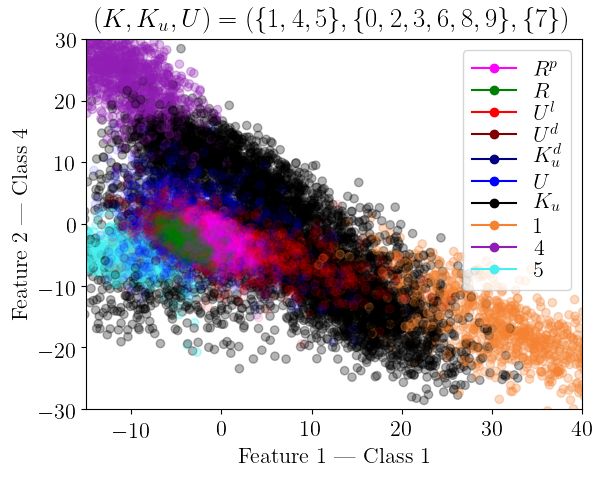 (K, K_u, U) = ({1, 4, 5}, {0, 2, 3, 6, 8, 9}, {7})
30
20
10
0
−10
−20
−30
Feature 2 — Class 4
R^p
R
U^l
U^d
K_u^d
U
K_u
1
4
5
−10 0 10 20 30 40
Feature 1 — Class 1